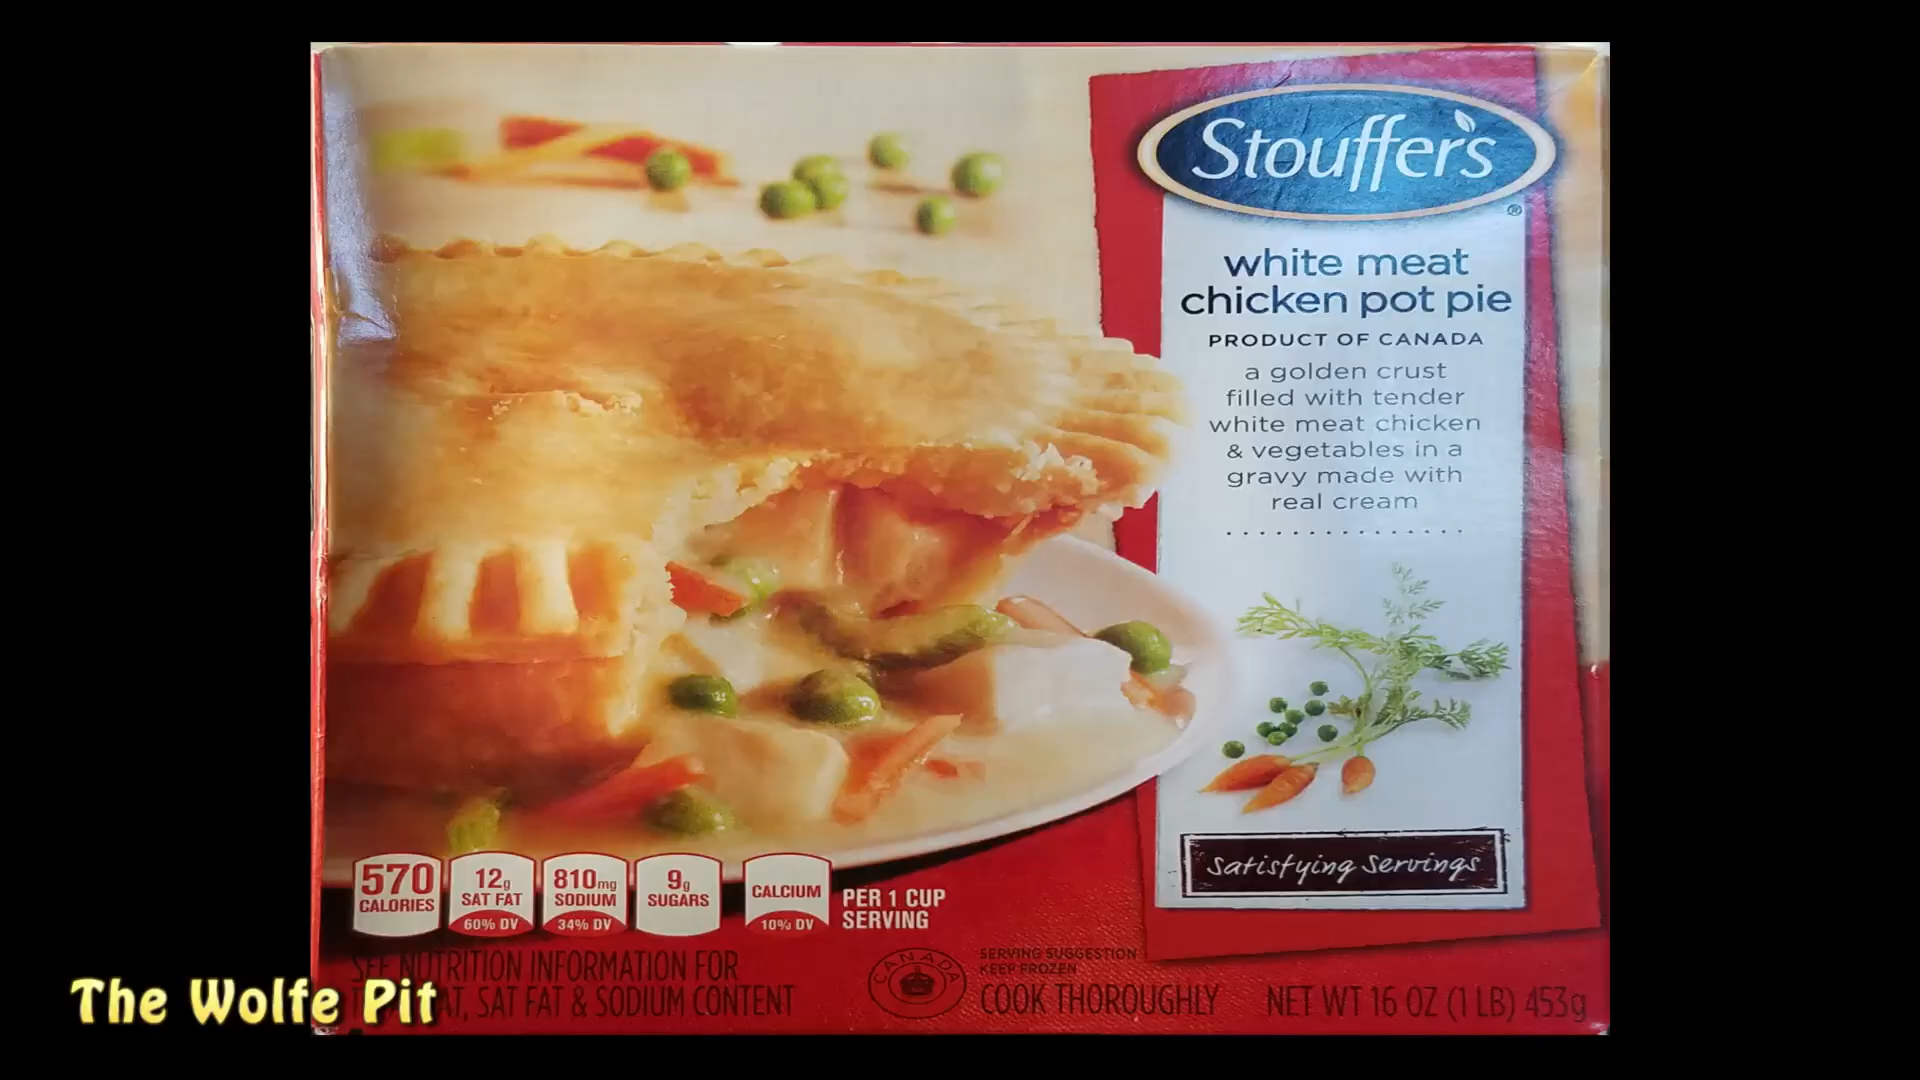 Stouffer's
®
white meat
chicken pot pie
PRODUCT OF CANADA
a golden crust
filled with tender
white meat chicken
& vegetables in a
gravy made with
real cream
satisfying servings
570
CALORIES
12g
SAT FAT
60% DV
810mg
SODIUM
34% DV
9g
SUGARS
CALCIUM
10% DV
PER 1 CUP
SERVING
SEE NUTRITION INFORMATION FOR
SAT FAT & SODIUM CONTENT
CANADA
SERVING SUGGESTION
KEEP FROZEN
COOK THOROUGHLY
NET WT 16 OZ (1 LB) 453g
The Wolfe Pit